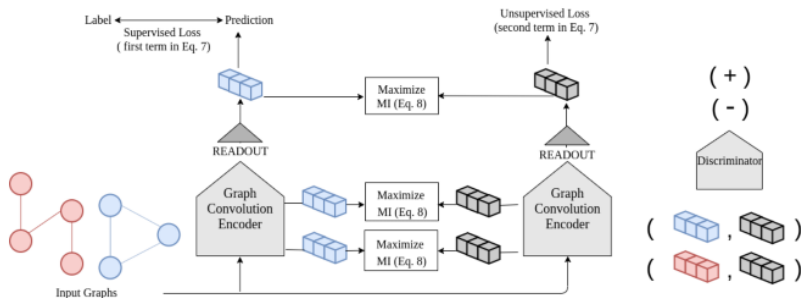 Label
Prediction
Supervised Loss
( first term in Eq. 7)
Unsupervised Loss
(second term in Eq. 7)
Maximize
MI (Eq. 8)
( + )
( - )
READOUT
READOUT
Discriminator
Graph
Convolution
Encoder
Maximize
MI (Eq. 8)
Graph
Convolution
Encoder
Maximize
MI (Eq. 8)
( , )
( , )
Input Graphs